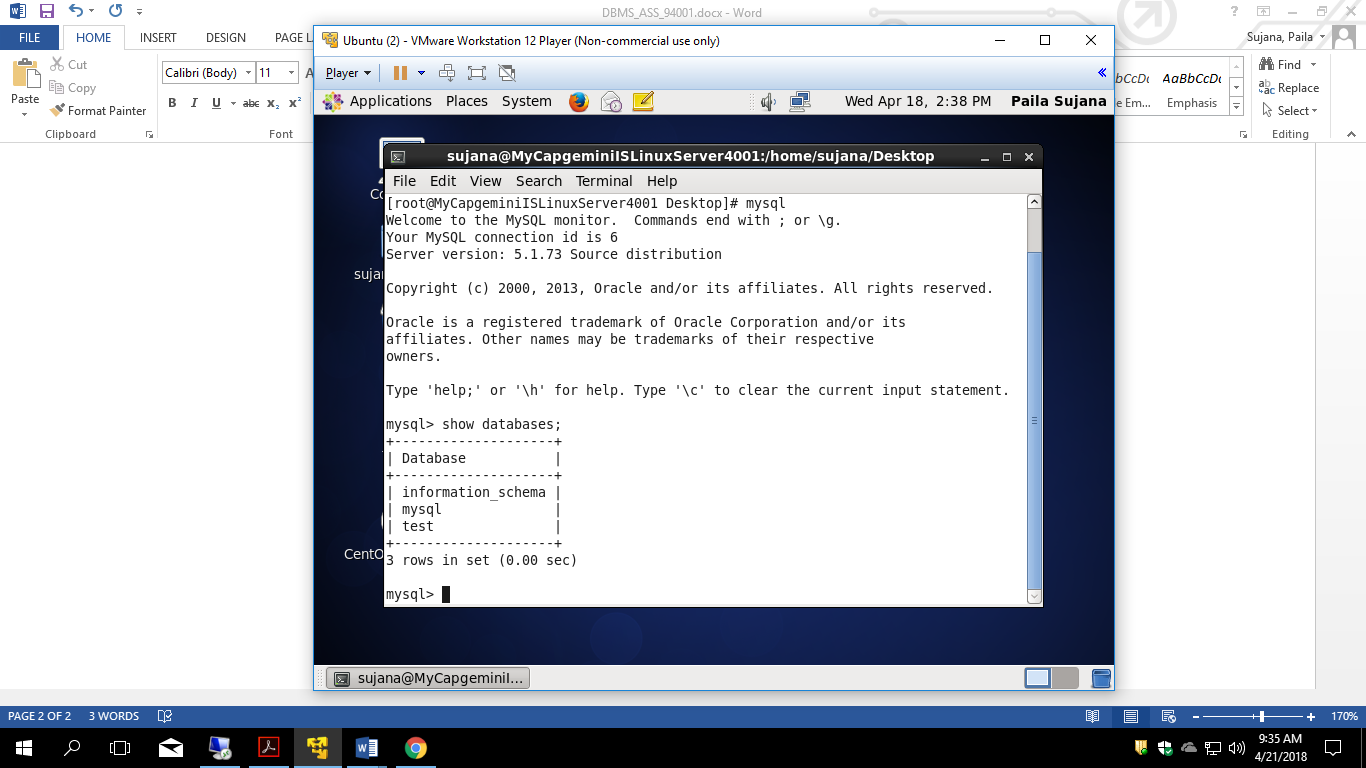 DBMS_ASS_94001.docx - Word
FILE HOME INSERT DESIGN PAGE L
Sujana, Paila
Cut
Copy
Format Painter
Paste
Clipboard
Calibri (Body) 11
B I U abc x₂ x²
Font
Ubuntu (2) - VMware Workstation 12 Player (Non-commercial use only)
Player
Applications Places System
Wed Apr 18, 2:38 PM Paila Sujana
AaBbCcDc
e Em... Emphasis
Find
Replace
Select
Editing
sujana@MyCapgeminiISLinuxServer4001:/home/sujana/Desktop
File Edit View Search Terminal Help
[root@MyCapgeminiISLinuxServer4001 Desktop]# mysql
Welcome to the MySQL monitor.  Commands end with ; or \g.
Your MySQL connection id is 6
Server version: 5.1.73 Source distribution
Copyright (c) 2000, 2013, Oracle and/or its affiliates. All rights reserved.
Oracle is a registered trademark of Oracle Corporation and/or its
affiliates. Other names may be trademarks of their respective
owners.
Type 'help;' or '\h' for help. Type '\c' to clear the current input statement.
mysql> show databases;
+--------------------+
| Database           |
+--------------------+
| information_schema |
| mysql              |
| test               |
+--------------------+
3 rows in set (0.00 sec)
mysql>
suja
CentO
sujana@MyCapgeminiI...
PAGE 2 OF 2 3 WORDS
170%
9:35 AM
4/21/2018